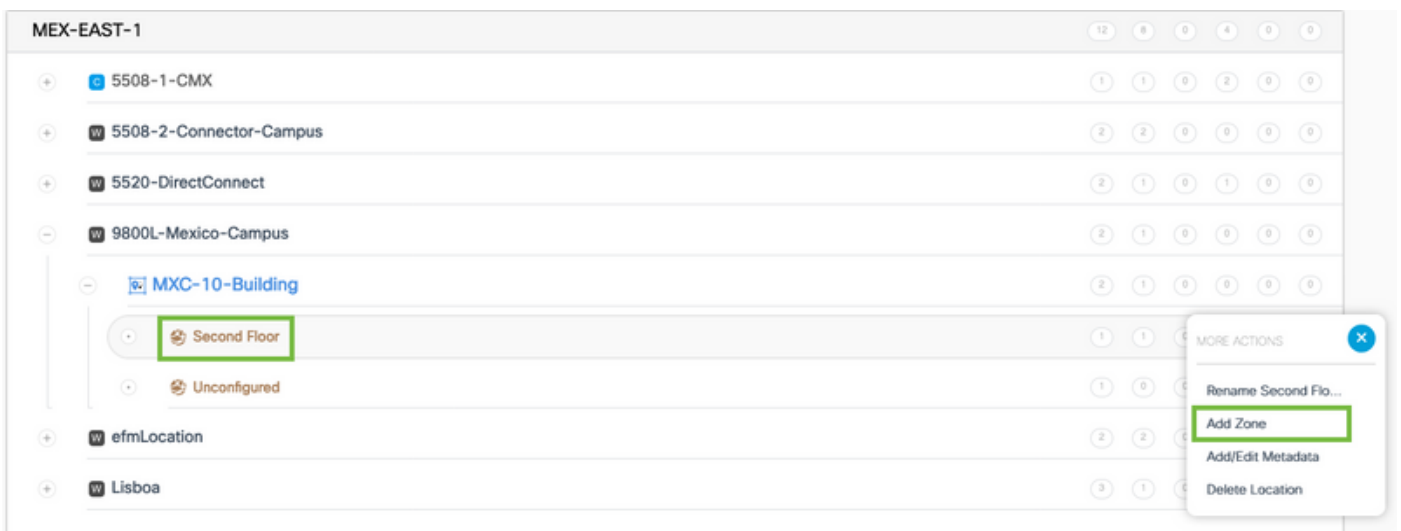 MEX-EAST-1 12 8 0 4 0 0
C 5508-1-CMX 1 1 0 2 0 0
W 5508-2-Connector-Campus 2 2 0 0 0 0
W 5520-DirectConnect 2 1 0 1 0 0
W 9800L-Mexico-Campus 2 1 0 0 0 0
MXC-10-Building 2 1 0 0 0 0
Second Floor 1 1
MORE ACTIONS
Unconfigured 1 0
Rename Second Flo...
Add Zone
W efmLocation 2 2
Add/Edit Metadata
W Lisboa 3 1
Delete Location